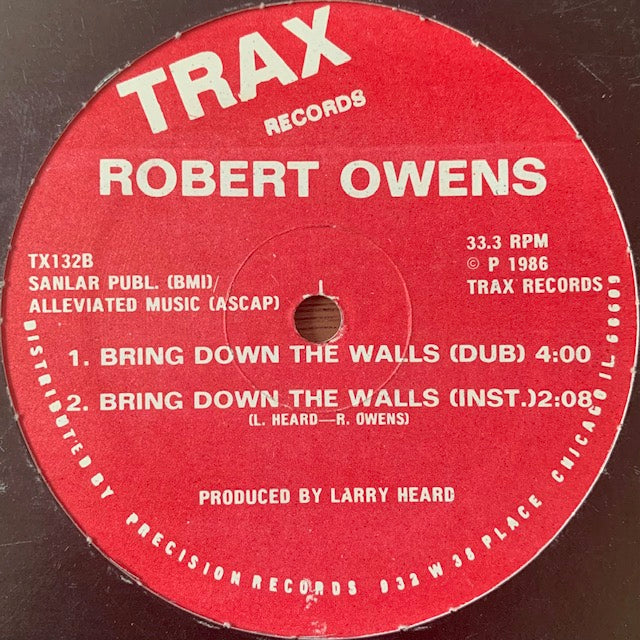 TRAX
RECORDS
ROBERT OWENS
TX132B
SANLAR PUBL. (BMI)/
ALLEVIATED MUSIC (ASCAP)
33.3 RPM
© P 1986
TRAX RECORDS
1. BRING DOWN THE WALLS (DUB) 4:00
2. BRING DOWN THE WALLS (INST.) 2:08
(L. HEARD—R. OWENS)
PRODUCED BY LARRY HEARD
DISTRIBUTED BY PRECISION RECORDS 932 W 38 PLACE CHICAGO IL 60609